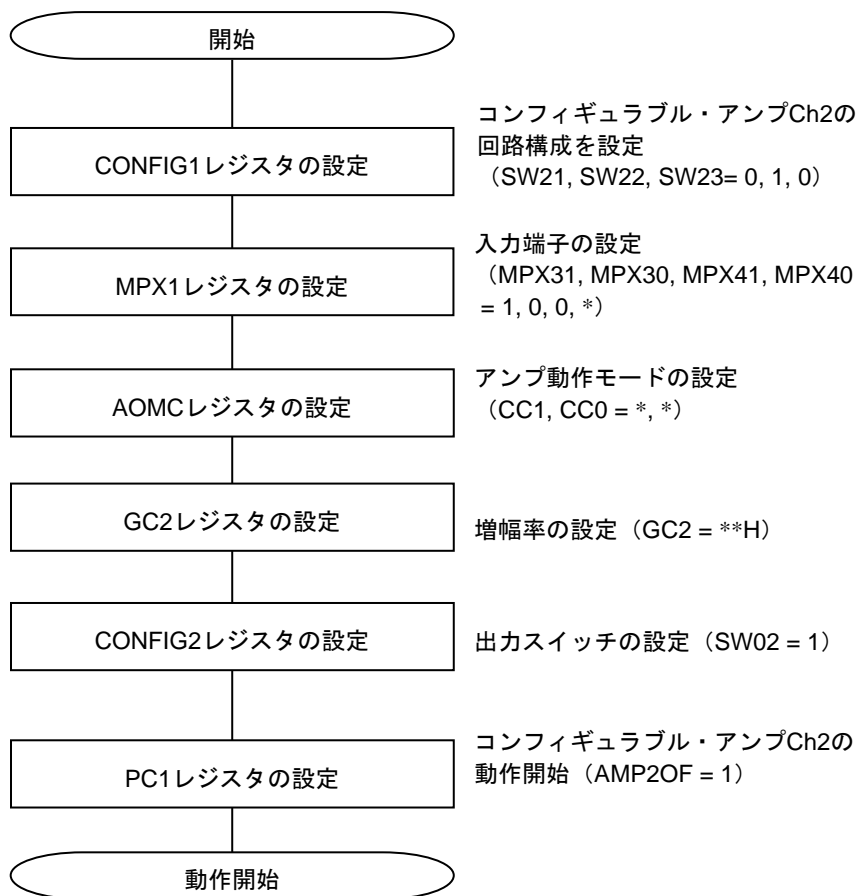 開始
コンフィギュラブル・アンプCh2の
回路構成を設定
（SW21, SW22, SW23= 0, 1, 0）
CONFIG1レジスタの設定
入力端子の設定
（MPX31, MPX30, MPX41, MPX40
= 1, 0, 0, *）
MPX1レジスタの設定
アンプ動作モードの設定
（CC1, CC0 = *, *）
AOMCレジスタの設定
GC2レジスタの設定
増幅率の設定（GC2 = **H）
CONFIG2レジスタの設定
出力スイッチの設定（SW02 = 1）
コンフィギュラブル・アンプCh2の
動作開始（AMP2OF = 1）
PC1レジスタの設定
動作開始